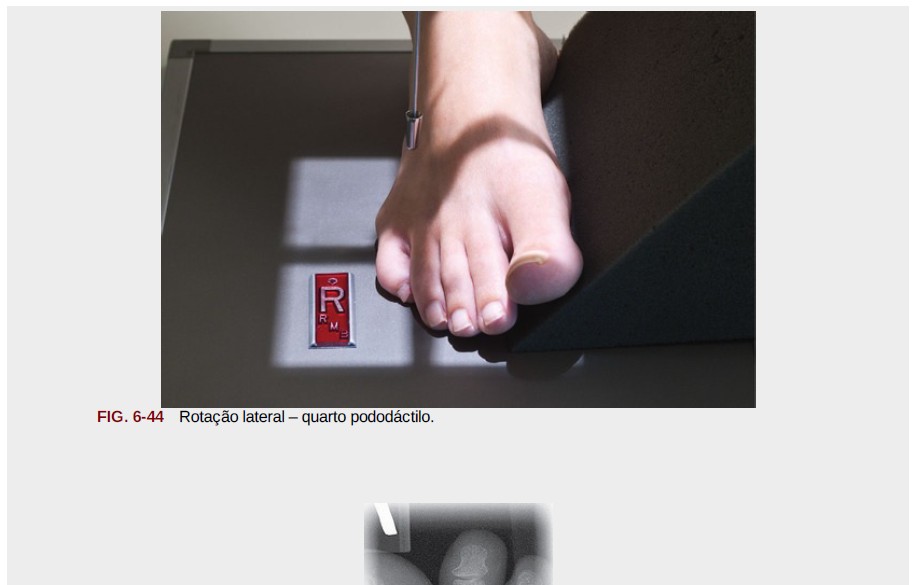 R
R M E
FIG. 6-44 Rotação lateral – quarto pododáctilo.